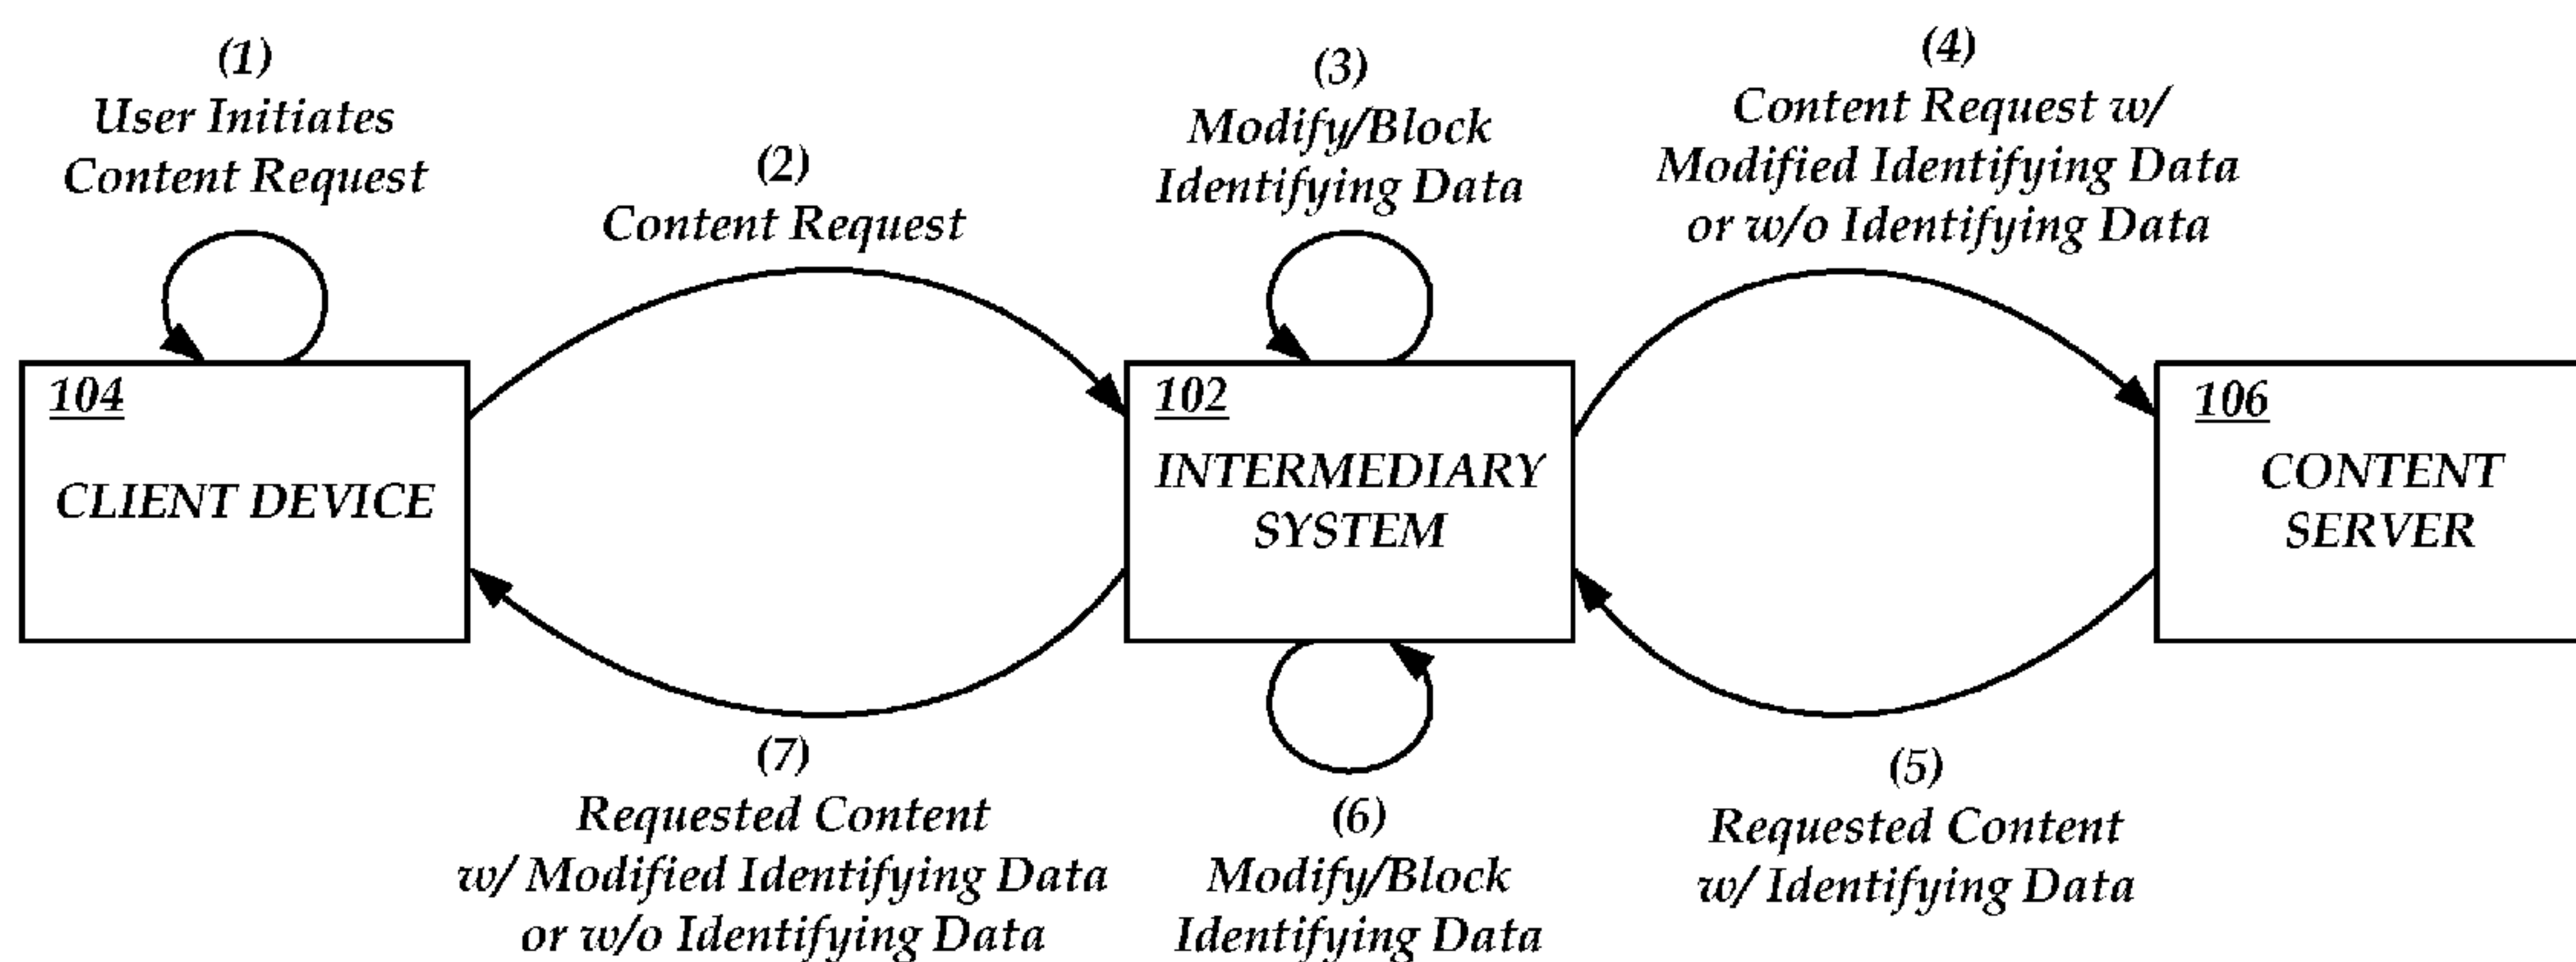 (1)
User Initiates
Content Request
(2)
Content Request
(3)
Modify/Block
Identifying Data
(4)
Content Request w/
Modified Identifying Data
or w/o Identifying Data
104
CLIENT DEVICE
102
INTERMEDIARY
SYSTEM
106
CONTENT
SERVER
(5)
Requested Content
w/ Identifying Data
(6)
Modify/Block
Identifying Data
(7)
Requested Content
w/ Modified Identifying Data
or w/o Identifying Data